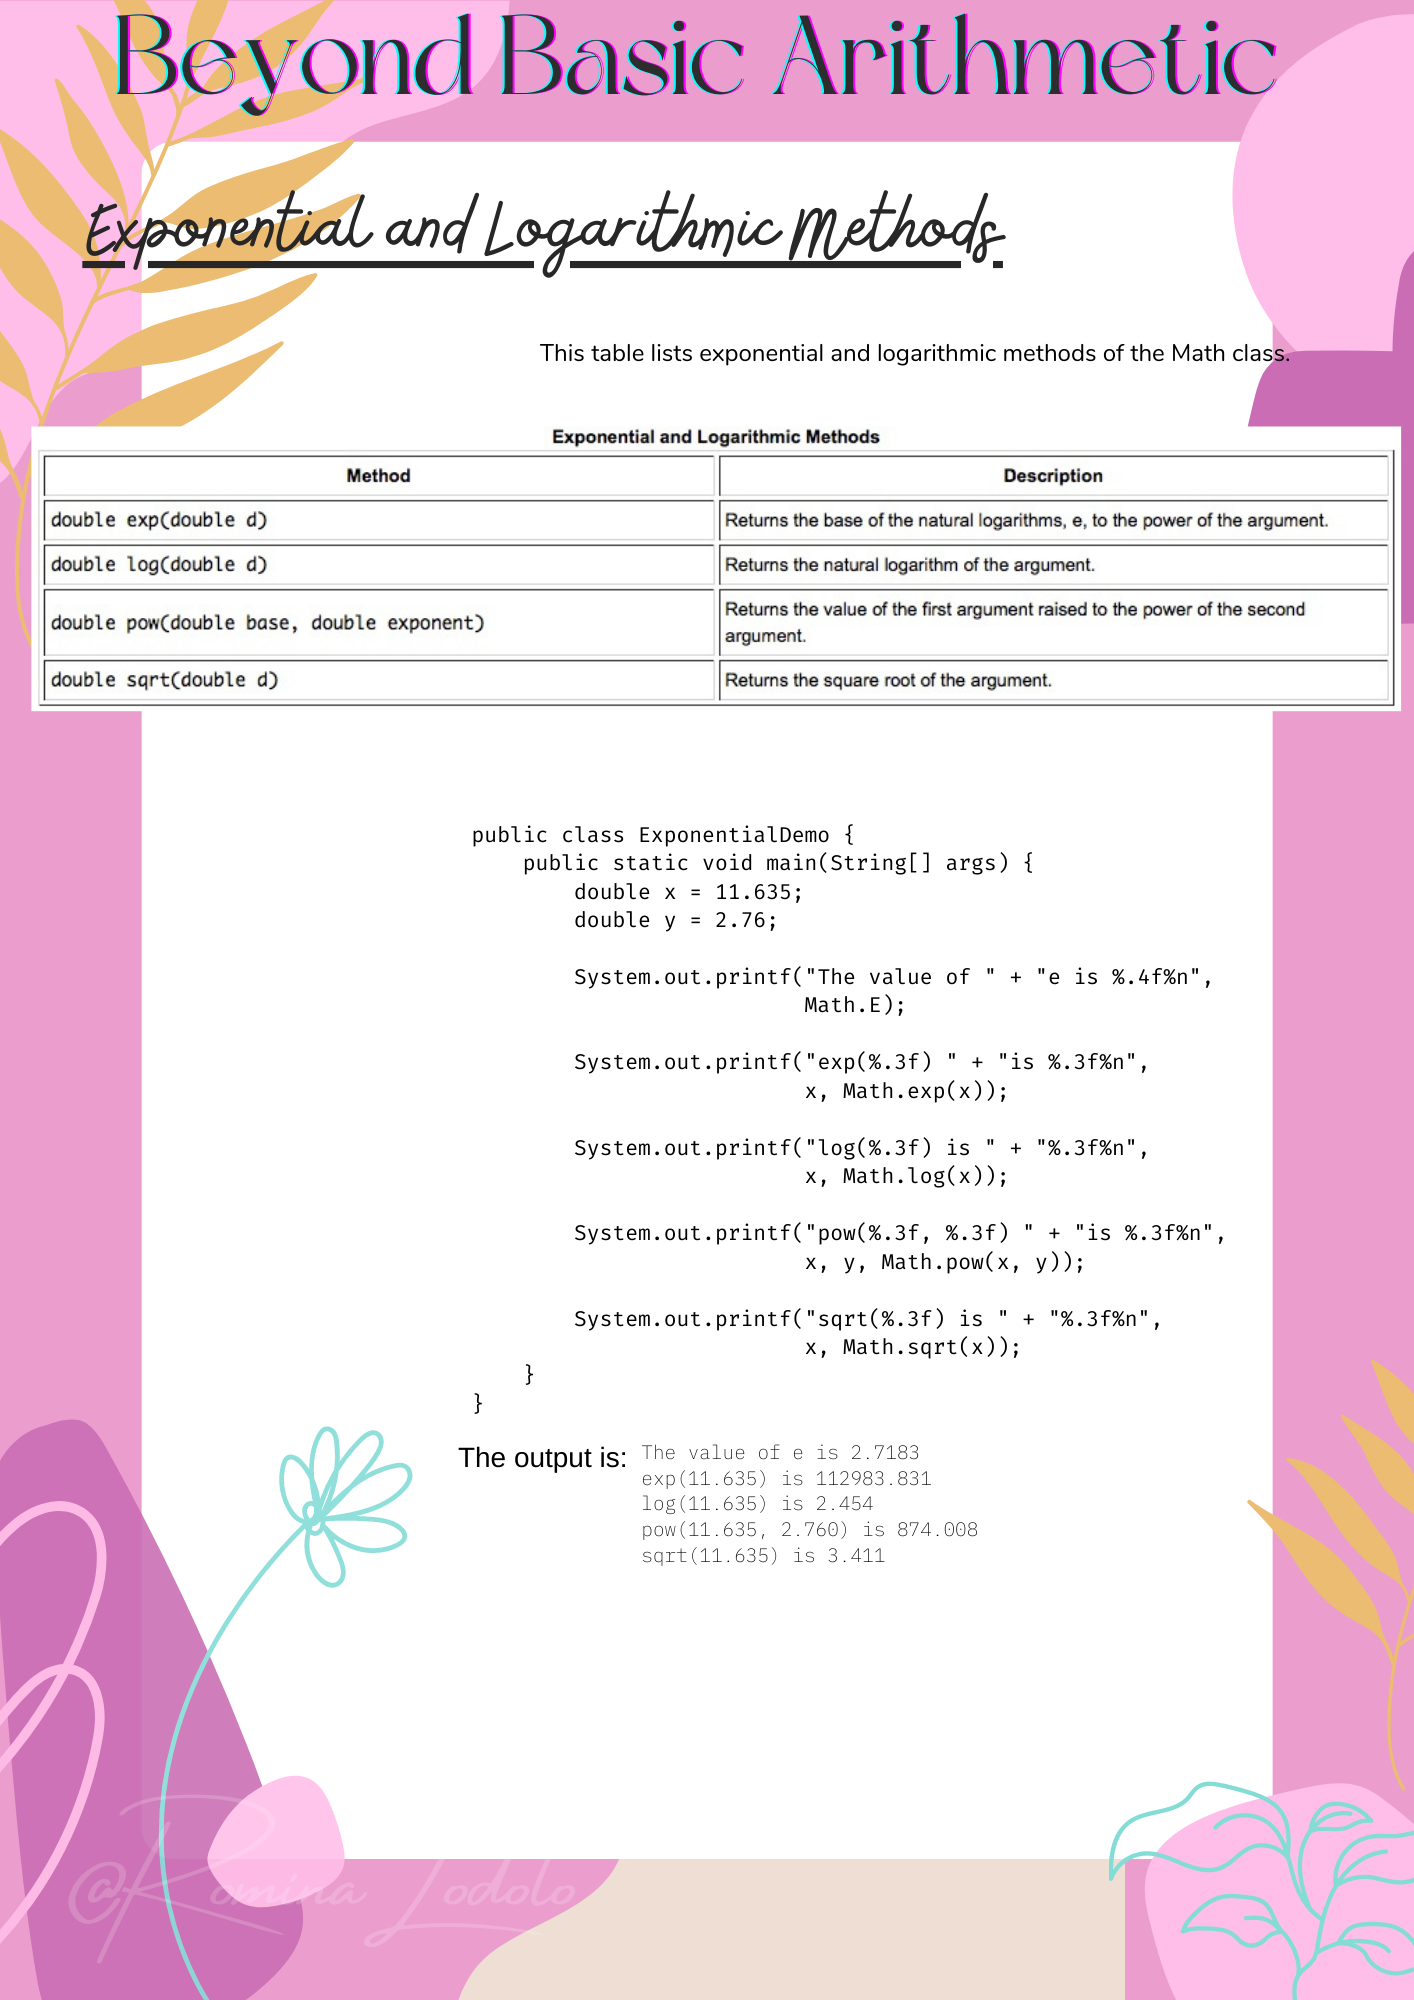 Beyond Basic Arithmetic
Exponential and Logarithmic Methods
This table lists exponential and logarithmic methods of the Math class.
Exponential and Logarithmic Methods
Method Description
double exp(double d) Returns the base of the natural logarithms, e, to the power of the argument.
double log(double d) Returns the natural logarithm of the argument.
double pow(double base, double exponent) Returns the value of the first argument raised to the power of the second
argument.
double sqrt(double d) Returns the square root of the argument.
public class ExponentialDemo {
    public static void main(String[] args) {
        double x = 11.635;
        double y = 2.76;
        System.out.printf("The value of " + "e is %.4f%n",
                          Math.E);
        System.out.printf("exp(%.3f) " + "is %.3f%n",
                          x, Math.exp(x));
        System.out.printf("log(%.3f) is " + "%.3f%n",
                          x, Math.log(x));
        System.out.printf("pow(%.3f, %.3f) " + "is %.3f%n",
                          x, y, Math.pow(x, y));
        System.out.printf("sqrt(%.3f) is " + "%.3f%n",
                          x, Math.sqrt(x));
    }
}
The output is: The value of e is 2.7183
exp(11.635) is 112983.831
log(11.635) is 2.454
pow(11.635, 2.760) is 874.008
sqrt(11.635) is 3.411
@Romina Lodolo